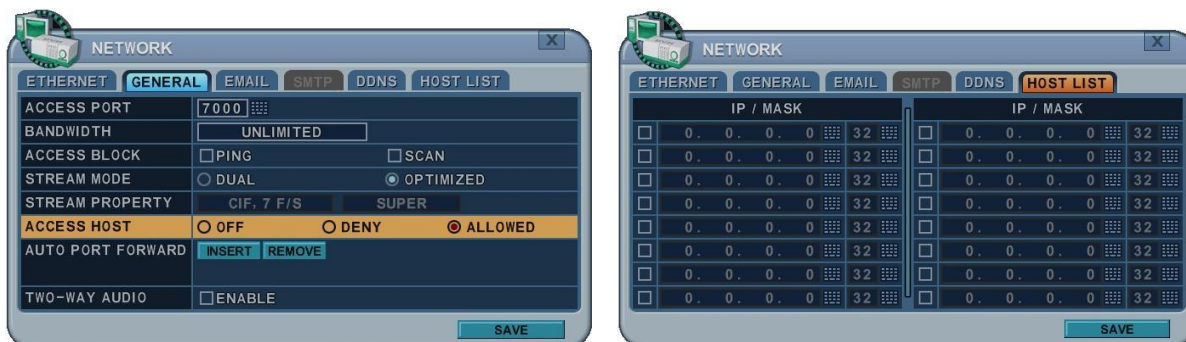 NETWORK
X
ETHERNET GENERAL EMAIL SMTP DDNS HOST LIST
ACCESS PORT 7000
BANDWIDTH UNLIMITED
ACCESS BLOCK PING SCAN
STREAM MODE DUAL OPTIMIZED
STREAM PROPERTY CIF, 7 F/S SUPER
ACCESS HOST OFF DENY ALLOWED
AUTO PORT FORWARD INSERT REMOVE
TWO-WAY AUDIO ENABLE
SAVE
NETWORK
X
ETHERNET GENERAL EMAIL SMTP DDNS HOST LIST
IP / MASK IP / MASK
0. 0. 0. 0 32 0. 0. 0. 0 32
0. 0. 0. 0 32 0. 0. 0. 0 32
0. 0. 0. 0 32 0. 0. 0. 0 32
0. 0. 0. 0 32 0. 0. 0. 0 32
0. 0. 0. 0 32 0. 0. 0. 0 32
0. 0. 0. 0 32 0. 0. 0. 0 32
0. 0. 0. 0 32 0. 0. 0. 0 32
0. 0. 0. 0 32 0. 0. 0. 0 32
SAVE